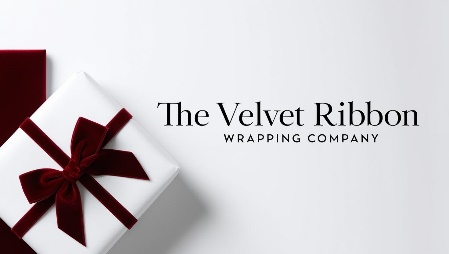 The Velvet Ribbon
WRAPPING COMPANY